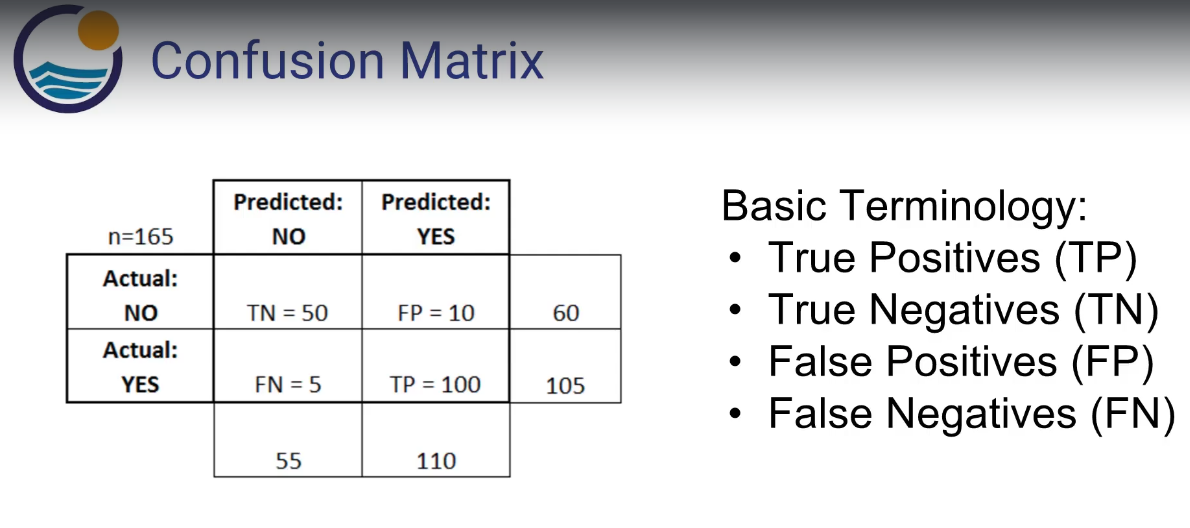 Confusion Matrix
n=165
Predicted:
NO
Predicted:
YES
Actual:
NO
TN = 50
FP = 10
60
Actual:
YES
FN = 5
TP = 100
105
55
110
Basic Terminology:
• True Positives (TP)
• True Negatives (TN)
• False Positives (FP)
• False Negatives (FN)